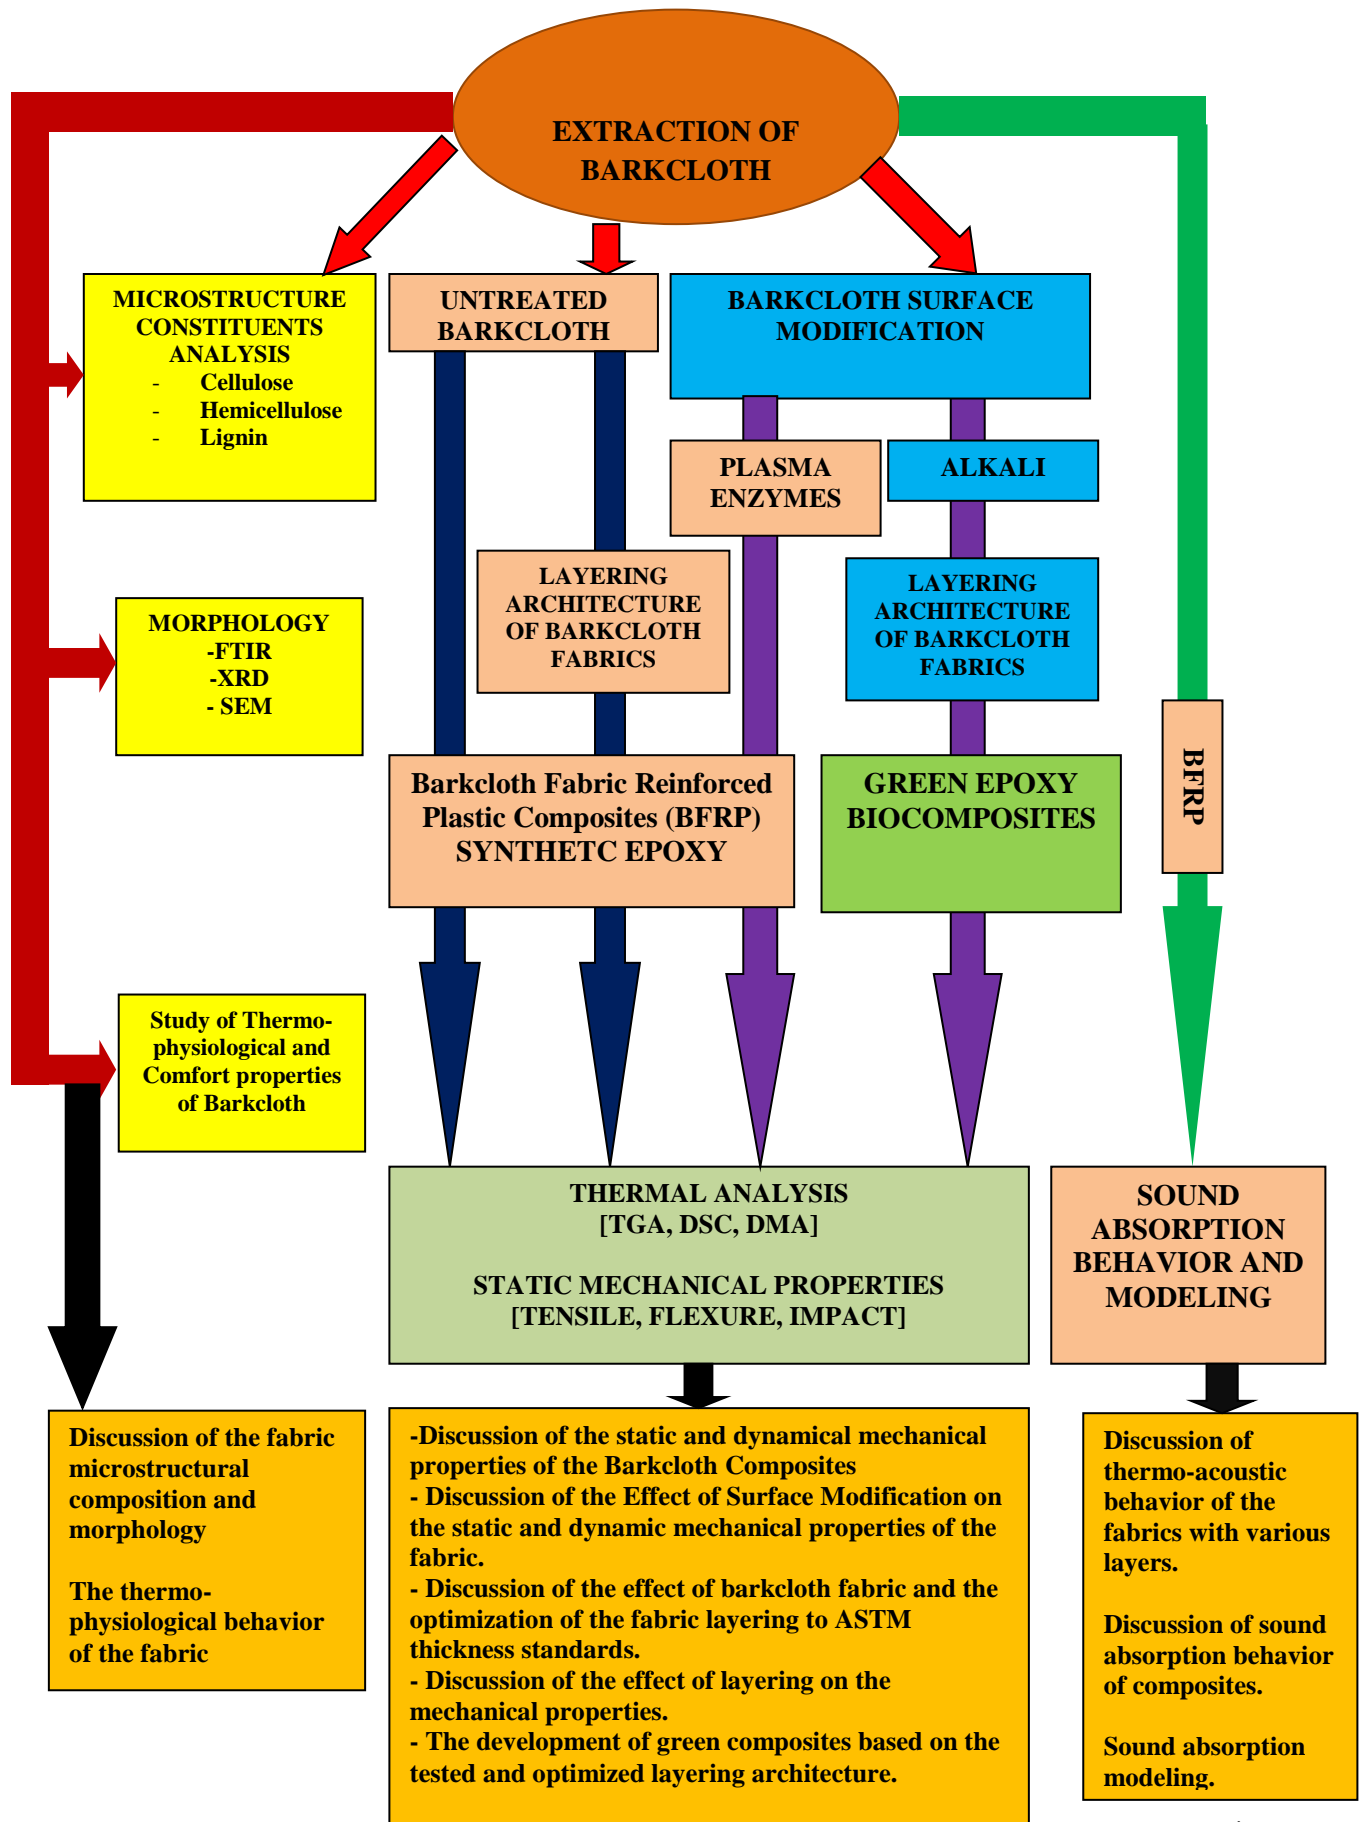 EXTRACTION OF
BARKCLOTH
MICROSTRUCTURE
CONSTITUENTS
ANALYSIS
- Cellulose
- Hemicellulose
- Lignin
UNTREATED
BARKCLOTH
BARKCLOTH SURFACE
MODIFICATION
PLASMA
ENZYMES
ALKALI
LAYERING
ARCHITECTURE
OF BARKCLOTH
FABRICS
LAYERING
ARCHITECTURE
OF BARKCLOTH
FABRICS
MORPHOLOGY
-FTIR
-XRD
- SEM
Barkcloth Fabric Reinforced
Plastic Composites (BFRP)
SYNTHETC EPOXY
GREEN EPOXY
BIOCOMPOSITES
BFRP
Study of Thermo-
physiological and
Comfort properties
of Barkcloth
THERMAL ANALYSIS
[TGA, DSC, DMA]
STATIC MECHANICAL PROPERTIES
[TENSILE, FLEXURE, IMPACT]
SOUND
ABSORPTION
BEHAVIOR AND
MODELING
Discussion of the fabric
microstructural
composition and
morphology
The thermo-
physiological behavior
of the fabric
-Discussion of the static and dynamical mechanical
properties of the Barkcloth Composites
- Discussion of the Effect of Surface Modification on
the static and dynamic mechanical properties of the
fabric.
- Discussion of the effect of barkcloth fabric and the
optimization of the fabric layering to ASTM
thickness standards.
- Discussion of the effect of layering on the
mechanical properties.
- The development of green composites based on the
tested and optimized layering architecture.
Discussion of
thermo-acoustic
behavior of the
fabrics with various
layers.
Discussion of sound
absorption behavior
of composites.
Sound absorption
modeling.